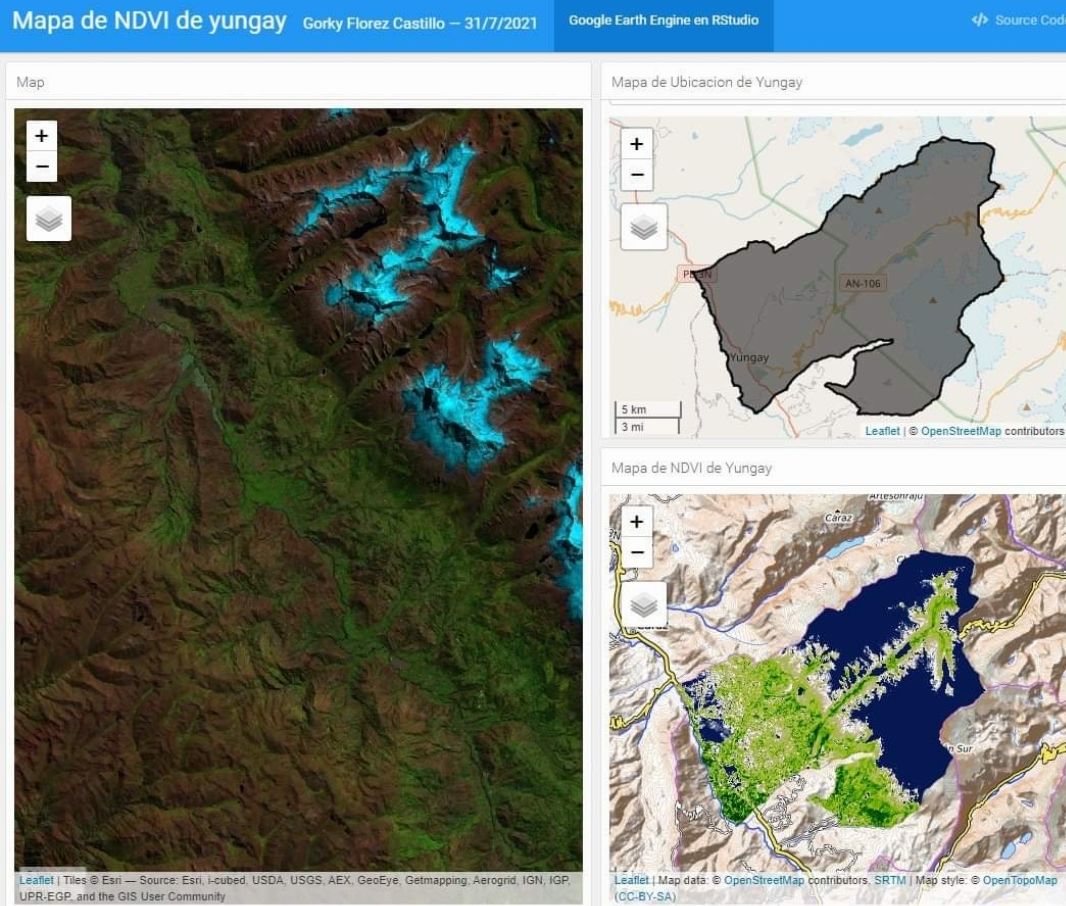 Mapa de NDVI de yungay Gorky Florez Castillo — 31/7/2021 Google Earth Engine en RStudio </> Source Code
Map
+
−
Leaflet | Tiles © Esri — Source: Esri, i-cubed, USDA, USGS, AEX, GeoEye, Getmapping, Aerogrid, IGN, IGP,
UPR-EGP, and the GIS User Community
Mapa de Ubicacion de Yungay
+
−
AN-106
Yungay
5 km
3 mi
Leaflet | © OpenStreetMap contributors
Mapa de NDVI de Yungay
+
−
Artesonraju
Caraz
n Sur
Leaflet | Map data: © OpenStreetMap contributors, SRTM | Map style: © OpenTopoMap
(CC-BY-SA)